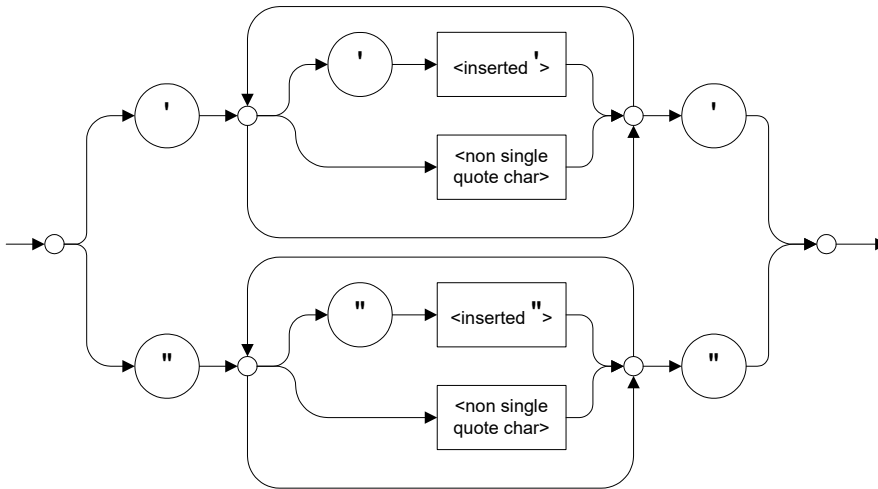 '
<inserted '>
'
'
<non single
quote char>
"
<inserted ">
"
"
<non single
quote char>